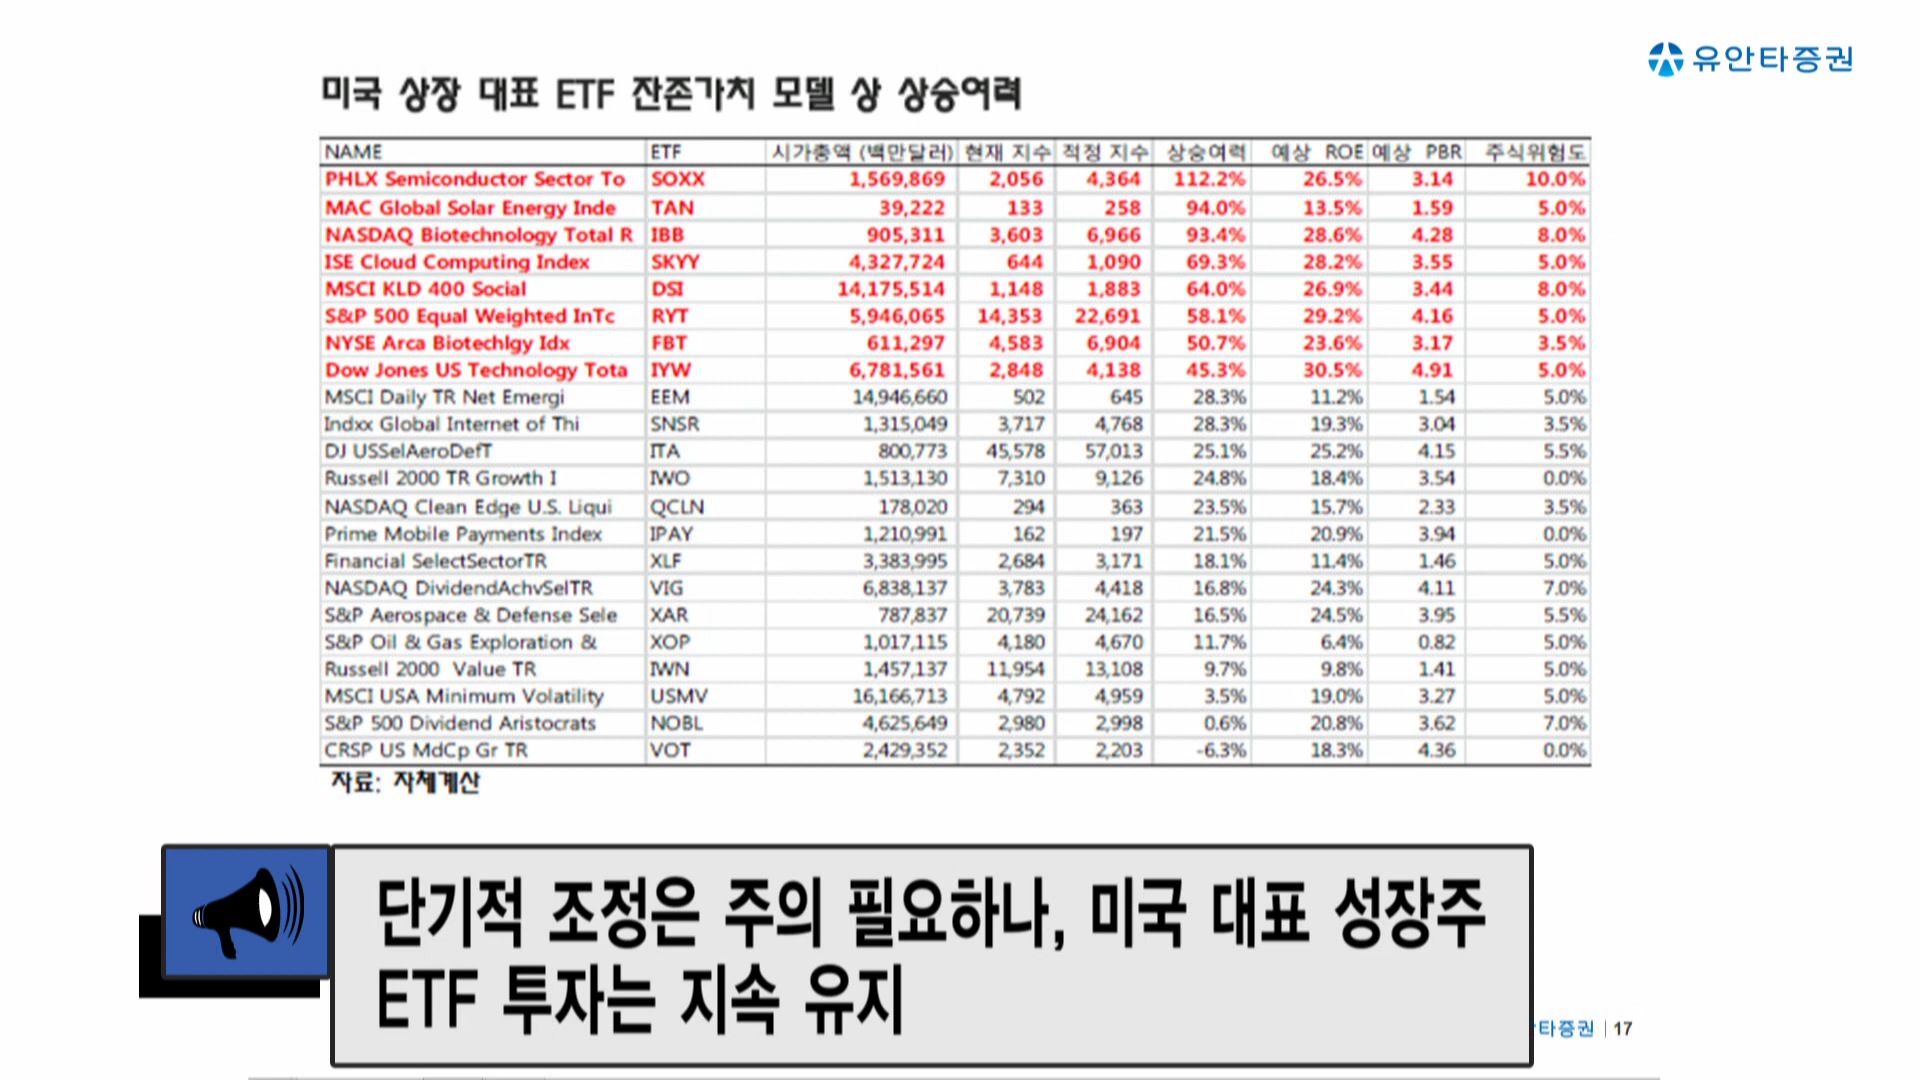 유안타증권
미국 상장 대표 ETF 잔존가치 모델 상 상승여력
NAME ETF 시가총액 (백만달러) 현재 지수 적정 지수 상승여력 예상 ROE 예상 PBR 주식위험도
PHLX Semiconductor Sector To SOXX 1,569,869 2,056 4,364 112.2% 26.5% 3.14 10.0%
MAC Global Solar Energy Inde TAN 39,222 133 258 94.0% 13.5% 1.59 5.0%
NASDAQ Biotechnology Total R IBB 905,311 3,603 6,966 93.4% 28.6% 4.28 8.0%
ISE Cloud Computing Index SKYY 4,327,724 644 1,090 69.3% 28.2% 3.55 5.0%
MSCI KLD 400 Social DSI 14,175,514 1,148 1,883 64.0% 26.9% 3.44 8.0%
S&P 500 Equal Weighted InTc RYT 5,946,065 14,353 22,691 58.1% 29.2% 4.16 5.0%
NYSE Arca Biotechlgy Idx FBT 611,297 4,583 6,904 50.7% 23.6% 3.17 3.5%
Dow Jones US Technology Tota IYW 6,781,561 2,848 4,138 45.3% 30.5% 4.91 5.0%
MSCI Daily TR Net Emergi EEM 14,946,660 502 645 28.3% 11.2% 1.54 5.0%
Indxx Global Internet of Thi SNSR 1,315,049 3,717 4,768 28.3% 19.3% 3.04 3.5%
DJ USSelAeroDefT ITA 800,773 45,578 57,013 25.1% 25.2% 4.15 5.5%
Russell 2000 TR Growth I IWO 1,513,130 7,310 9,126 24.8% 18.4% 3.54 0.0%
NASDAQ Clean Edge U.S. Liqui QCLN 178,020 294 363 23.5% 15.7% 2.33 3.5%
Prime Mobile Payments Index IPAY 1,210,991 162 197 21.5% 20.9% 3.94 0.0%
Financial SelectSectorTR XLF 3,383,995 2,684 3,171 18.1% 11.4% 1.46 5.0%
NASDAQ DividendAchvSelTR VIG 6,838,137 3,783 4,418 16.8% 24.3% 4.11 7.0%
S&P Aerospace & Defense Sele XAR 787,837 20,739 24,162 16.5% 24.5% 3.95 5.5%
S&P Oil & Gas Exploration & XOP 1,017,115 4,180 4,670 11.7% 6.4% 0.82 5.0%
Russell 2000 Value TR IWN 1,457,137 11,954 13,108 9.7% 9.8% 1.41 5.0%
MSCI USA Minimum Volatility USMV 16,166,713 4,792 4,959 3.5% 19.0% 3.27 5.0%
S&P 500 Dividend Aristocrats NOBL 4,625,649 2,980 2,998 0.6% 20.8% 3.62 7.0%
CRSP US MdCp Gr TR VOT 2,429,352 2,352 2,203 -6.3% 18.3% 4.36 0.0%
자료: 자체계산
단기적 조정은 주의 필요하나, 미국 대표 성장주
ETF 투자는 지속 유지
타증권 | 17